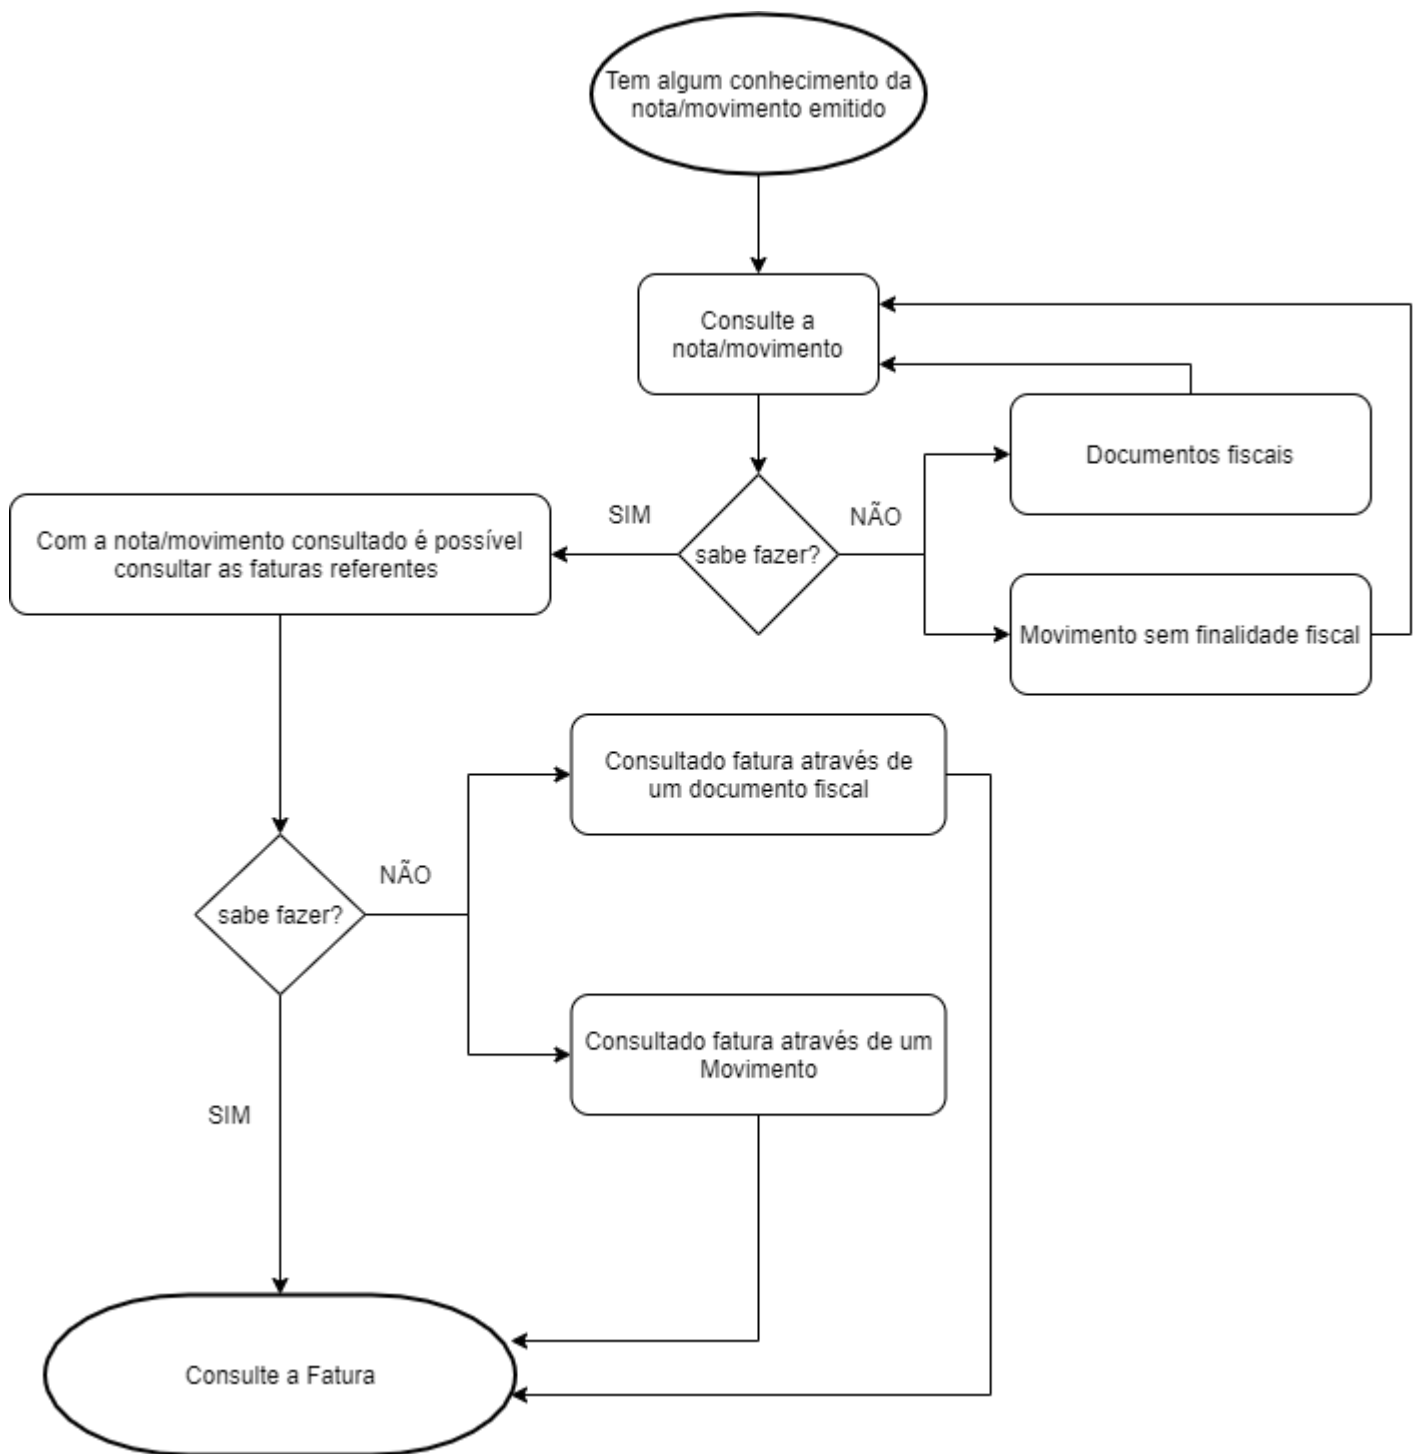 Tem algum conhecimento da
nota/movimento emitido
Consulte a
nota/movimento
Documentos fiscais
SIM
NÃO
sabe fazer?
Com a nota/movimento consultado é possível
consultar as faturas referentes
Movimento sem finalidade fiscal
Consultado fatura através de
um documento fiscal
NÃO
sabe fazer?
Consultado fatura através de um
Movimento
SIM
Consulte a Fatura